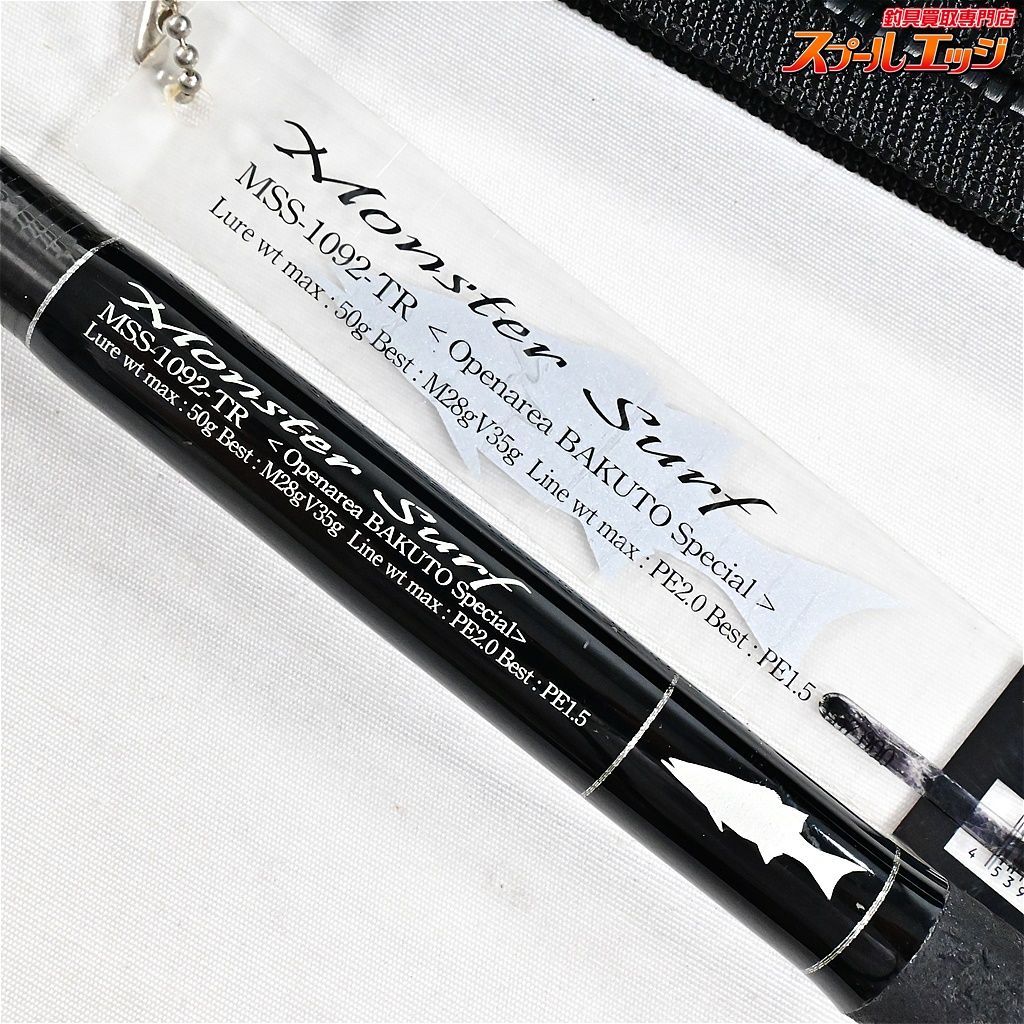 釣具買取専門店
スプールエッジ
Monster Surf
MSS-1092-TR < Openarea BAKUTO Special >
Lure wt max : 50g Best : M28gV35g Line wt max : PE2.0 Best : PE1.5
Monster Surf
MSS-1092-TR < Openarea BAKUTO Special>
Lure wt max : 50g Best : M28gV35g Line wt max : PE2.0 Best : PE1.5
4 539